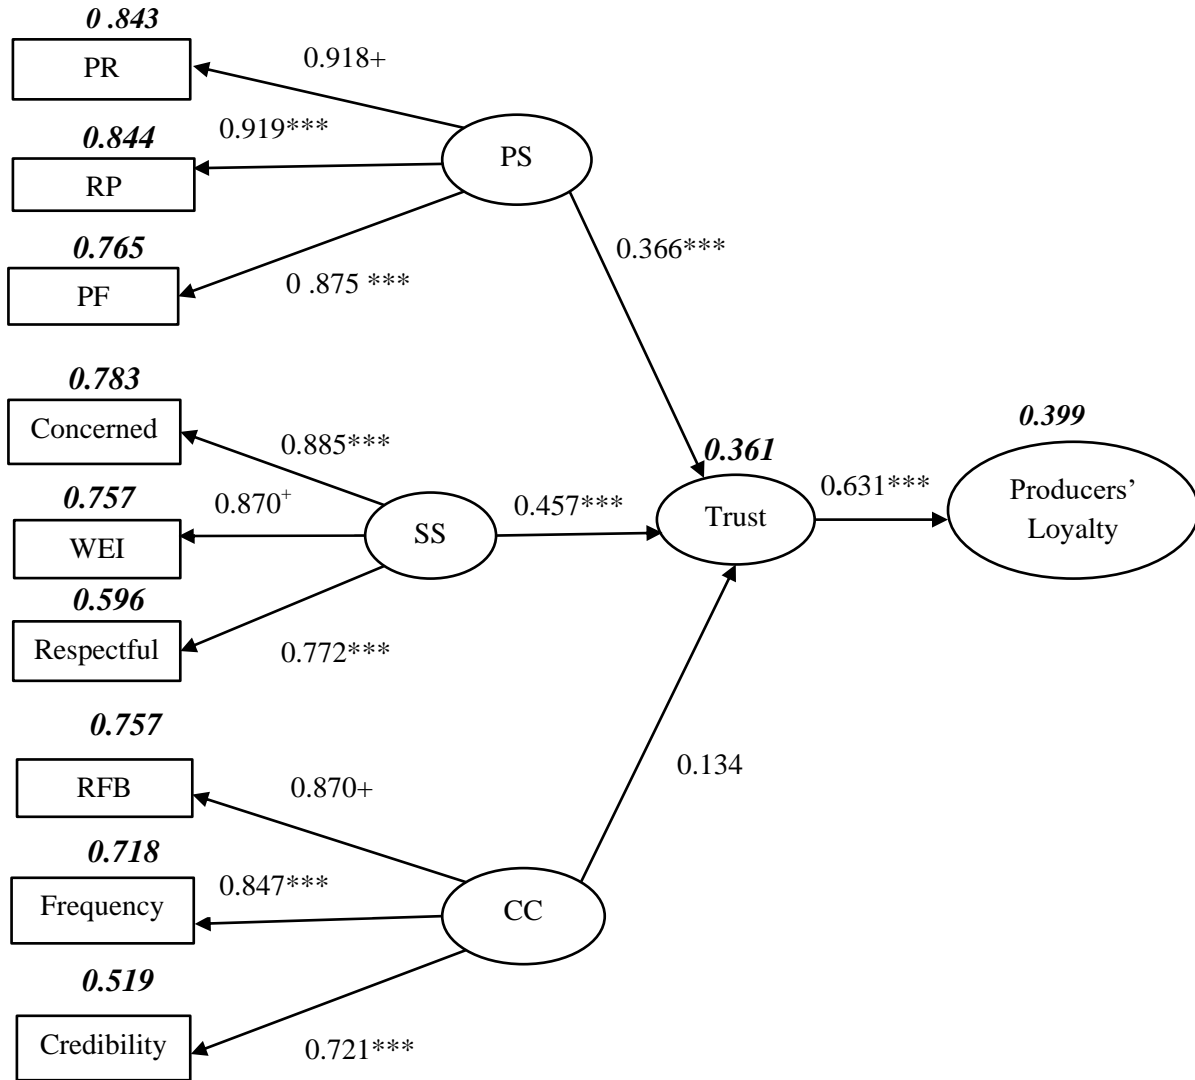 0 .843
PR
0.918+
0.844
RP
0.919***
PS
0.765
PF
0 .875 ***
0.366***
0.783
Concerned
0.885***
0.757
WEI
0.870+
SS
0.457***
0.596
Respectful
0.772***
0.361
Trust
0.631***
0.399
Producers’
Loyalty
0.757
RFB
0.870+
0.134
0.718
Frequency
0.847***
CC
0.519
Credibility
0.721***